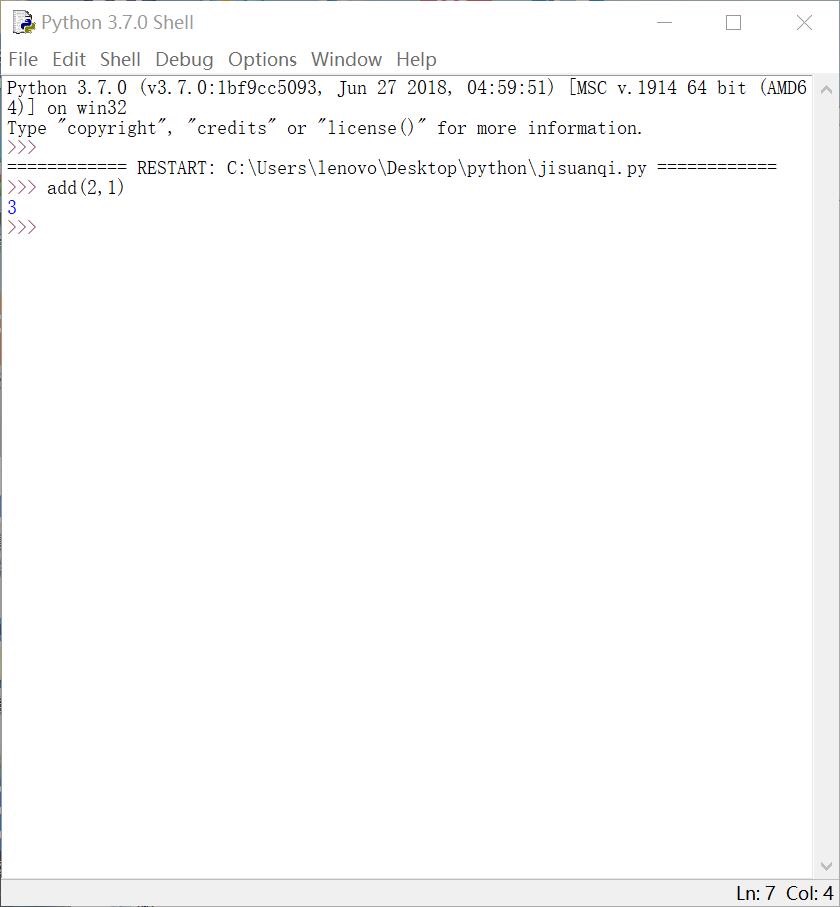 Python 3.7.0 Shell
File Edit Shell Debug Options Window Help
Python 3.7.0 (v3.7.0:1bf9cc5093, Jun 27 2018, 04:59:51) [MSC v.1914 64 bit (AMD6
4)] on win32
Type "copyright", "credits" or "license()" for more information.
>>>
============ RESTART: C:\Users\lenovo\Desktop\python\jisuanqi.py ============
>>> add(2,1)
3
>>>
Ln: 7 Col: 4